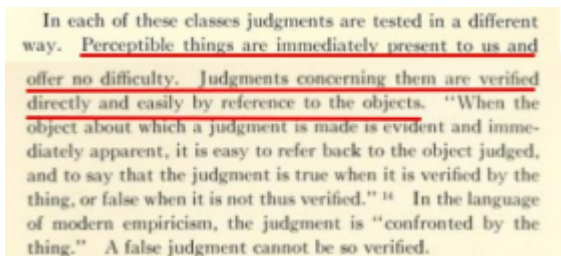 In each of these classes judgments are tested in a different
way. Perceptible things are immediately present to us and
offer no difficulty. Judgments concerning them are verified
directly and easily by reference to the objects. "When the
object about which a judgment is made is evident and imme-
diately apparent, it is easy to refer back to the object judged,
and to say that the judgment is true when it is verified by the
thing, or false when it is not thus verified." 14 In the language
of modern empiricism, the judgment is "confronted by the
thing." A false judgment cannot be so verified.